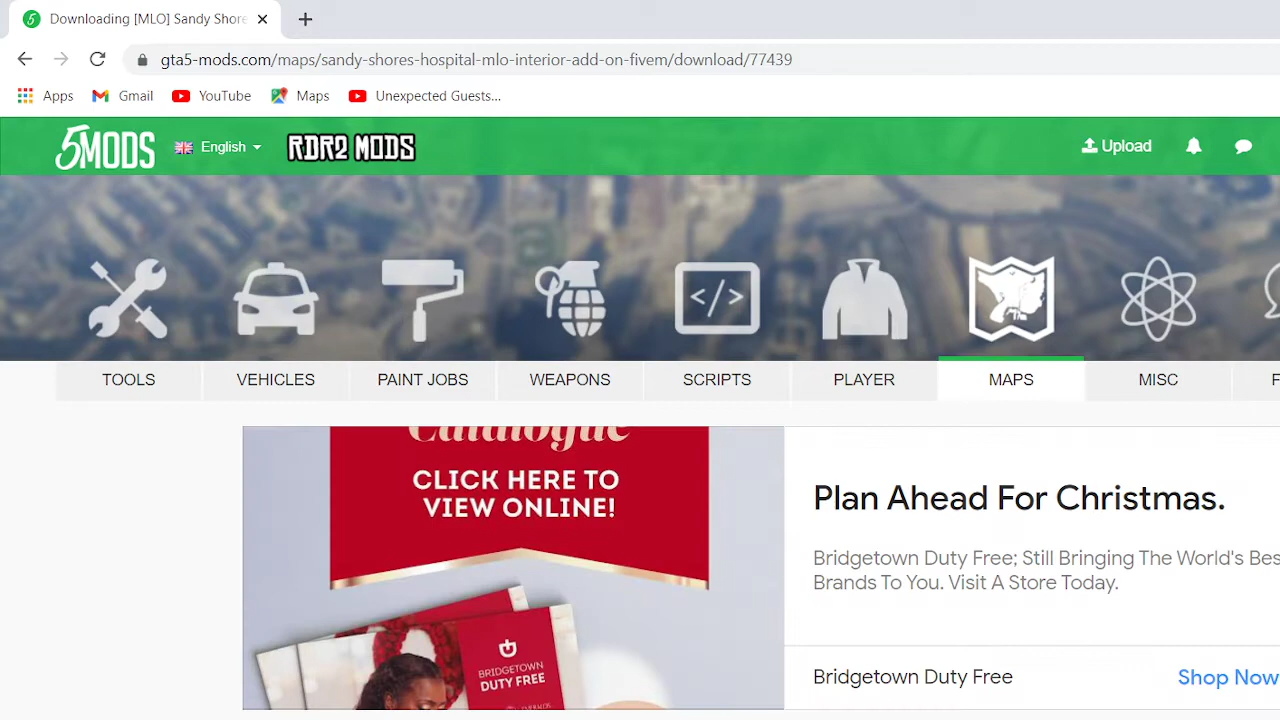 Downloading [MLO] Sandy Shore
gta5-mods.com/maps/sandy-shores-hospital-mlo-interior-add-on-fivem/download/77439
Apps Gmail YouTube Maps Unexpected Guests...
5MODS English RDR2 MODS Upload
</>
TOOLS VEHICLES PAINT JOBS WEAPONS SCRIPTS PLAYER MAPS MISC F
Catalogue
CLICK HERE TO
VIEW ONLINE!
BRIDGETOWN
DUTY FREE
Plan Ahead For Christmas.
Bridgetown Duty Free; Still Bringing The World's Bes
Brands To You. Visit A Store Today.
Bridgetown Duty Free Shop Now